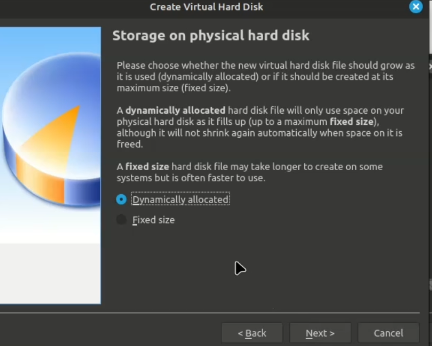 Create Virtual Hard Disk
Storage on physical hard disk
Please choose whether the new virtual hard disk file should grow as
it is used (dynamically allocated) or if it should be created at its
maximum size (fixed size).
A dynamically allocated hard disk file will only use space on your
physical hard disk as it fills up (up to a maximum fixed size),
although it will not shrink again automatically when space on it is
freed.
A fixed size hard disk file may take longer to create on some
systems but is often faster to use.
Dynamically allocated
Fixed size
< Back
Next >
Cancel